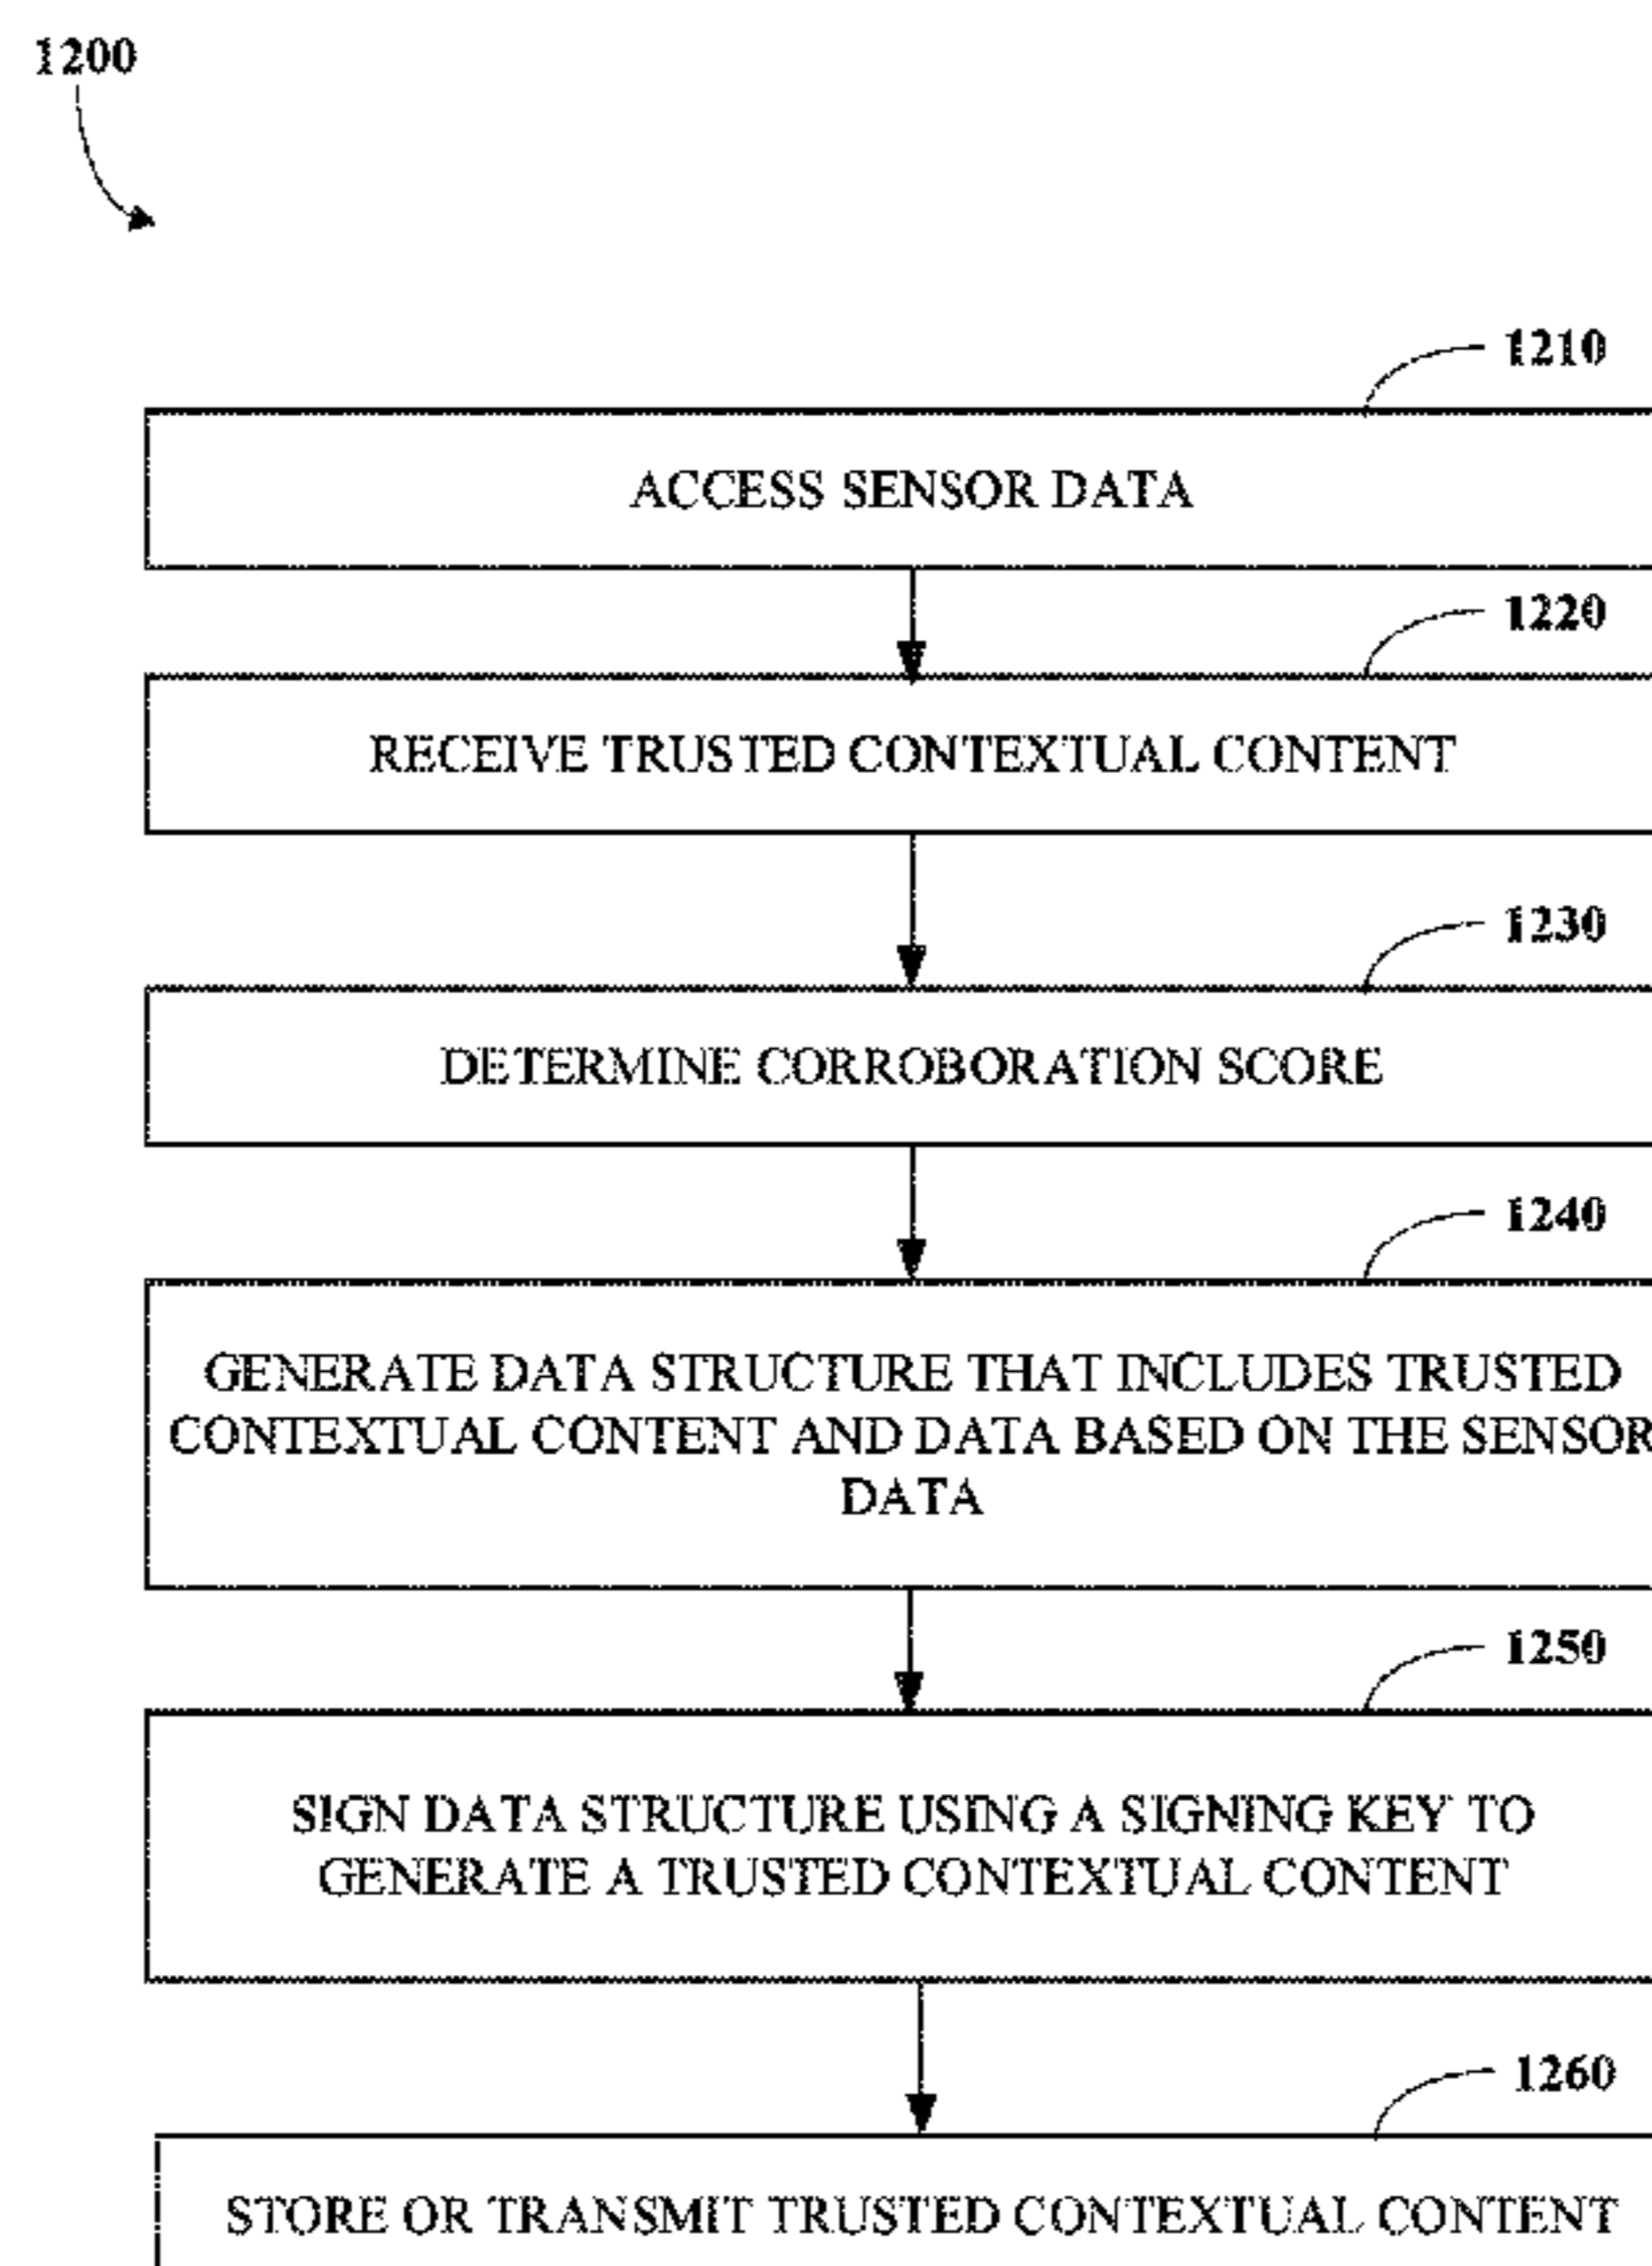 1200
1210
ACCESS SENSOR DATA
1220
RECEIVE TRUSTED CONTEXTUAL CONTENT
1230
DETERMINE CORROBORATION SCORE
1240
GENERATE DATA STRUCTURE THAT INCLUDES TRUSTED
CONTEXTUAL CONTENT AND DATA BASED ON THE SENSOR
DATA
1250
SIGN DATA STRUCTURE USING A SIGNING KEY TO
GENERATE A TRUSTED CONTEXTUAL CONTENT
1260
STORE OR TRANSMIT TRUSTED CONTEXTUAL CONTENT